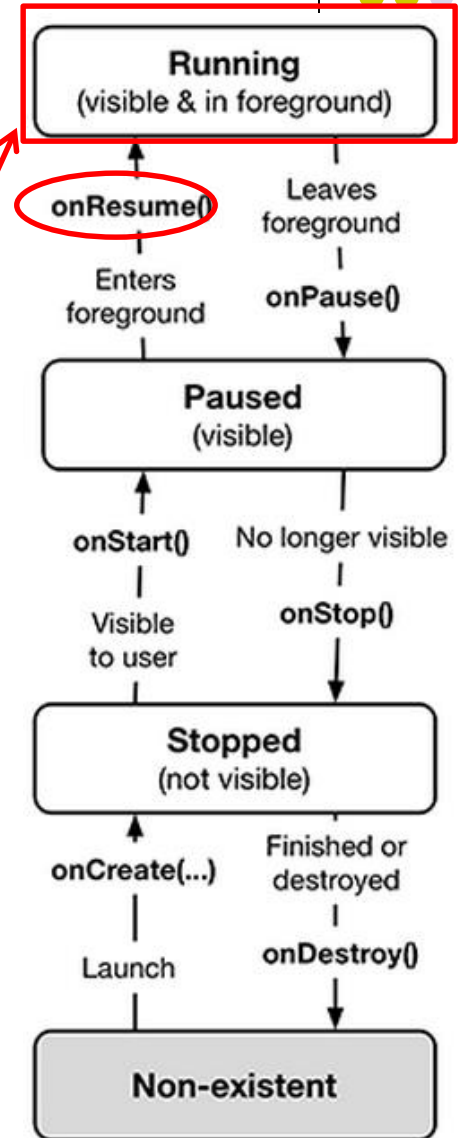 Running
(visible & in foreground)
onResume()
Enters
foreground
Leaves
foreground
onPause()
Paused
(visible)
onStart()
Visible
to user
No longer visible
onStop()
Stopped
(not visible)
onCreate(...)
Launch
Finished or
destroyed
onDestroy()
Non-existent